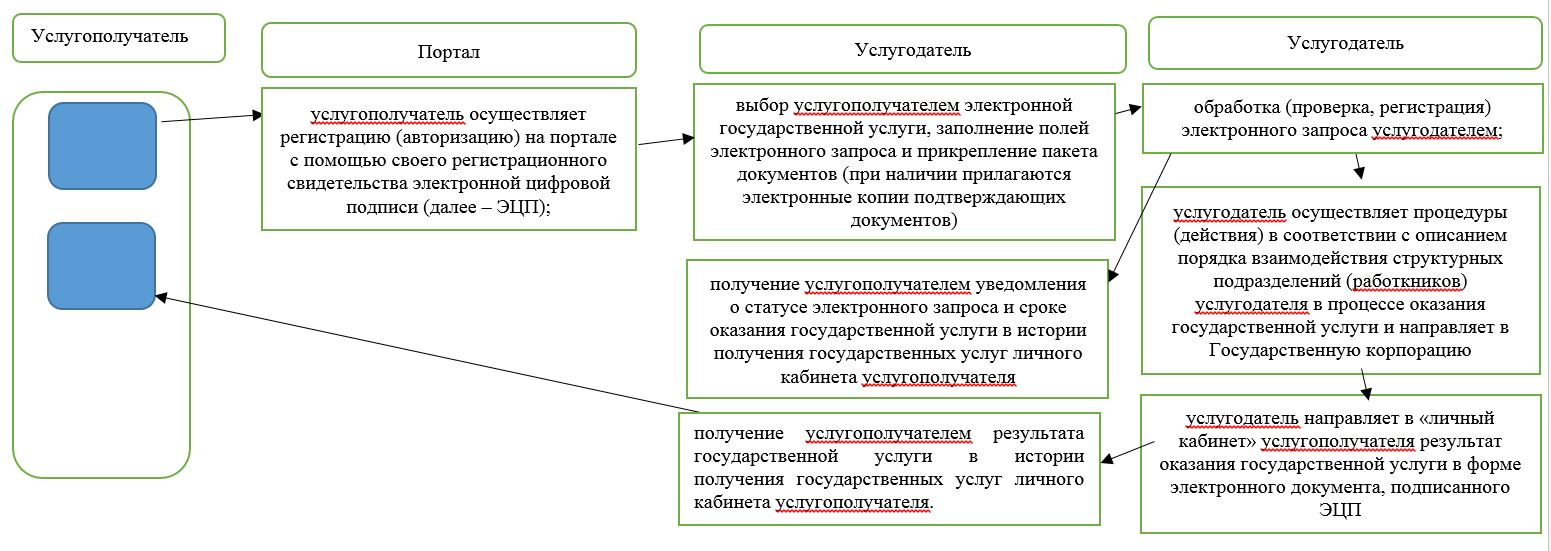 Услугополучатель
Портал
Услугодатель
Услугодатель
услугополучатель осуществляет
регистрацию (авторизацию) на портале
с помощью своего регистрационного
свидетельства электронной цифровой
подписи (далее – ЭЦП);
выбор услугополучателем электронной
государственной услуги, заполнение полей
электронного запроса и прикрепление пакета
документов (при наличии прилагаются
электронные копии подтверждающих
документов)
обработка (проверка, регистрация)
электронного запроса услугодателем;
услугодатель осуществляет процедуры
(действия) в соответствии с описанием
порядка взаимодействия структурных
подразделений (работкников)
услугодателя в процессе оказания
государственной услуги и направляет в
Государственную корпорацию
получение услугополучателем уведомления
о статусе электронного запроса и сроке
оказания государственной услуги в истории
получения государственных услуг личного
кабинета услугополучателя
услугодатель направляет в «личный
кабинет» услугополучателя результат
оказания государственной услуги в форме
электронного документа, подписанного
ЭЦП
получение услугополучателем результата
государственной услуги в истории
получения государственных услуг личного
кабинета услугополучателя.